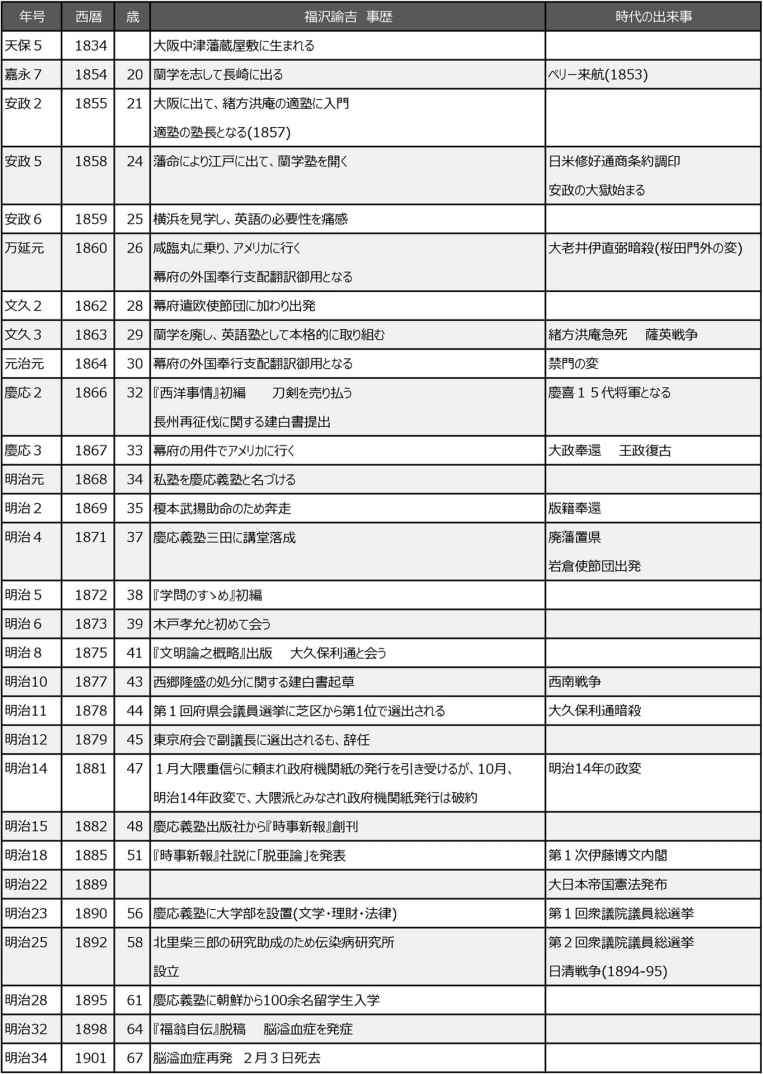 年号 西暦 歳 福沢諭吉 事歴 時代の出来事
天保５ 1834 大阪中津藩蔵屋敷に生まれる
嘉永７ 1854 20 蘭学を志して長崎に出る ペリー来航(1853)
安政２ 1855 21 大阪に出て、緒方洪庵の適塾に入門
適塾の塾長となる(1857)
安政５ 1858 24 藩命により江戸に出て、蘭学塾を開く 日米修好通商条約調印
安政の大獄始まる
安政６ 1859 25 横浜を見学し、英語の必要性を痛感
万延元 1860 26 咸臨丸に乗り、アメリカに行く 大老井伊直弼暗殺(桜田門外の変)
幕府の外国奉行支配翻訳御用となる
文久２ 1862 28 幕府遣欧使節団に加わり出発
文久３ 1863 29 蘭学を廃し、英語塾として本格的に取り組む 緒方洪庵急死 薩英戦争
元治元 1864 30 幕府の外国奉行支配翻訳御用となる 禁門の変
慶応２ 1866 32 『西洋事情』初編 刀剣を売り払う 慶喜１５代将軍となる
長州再征伐に関する建白書提出
慶応３ 1867 33 幕府の用件でアメリカに行く 大政奉還 王政復古
明治元 1868 34 私塾を慶応義塾と名づける
明治２ 1869 35 榎本武揚助命のため奔走 版籍奉還
明治４ 1871 37 慶応義塾三田に講堂落成 廃藩置県
岩倉使節団出発
明治５ 1872 38 『学問のすゝめ』初編
明治６ 1873 39 木戸孝允と初めて会う
明治８ 1875 41 『文明論之概略』出版 大久保利通と会う
明治10 1877 43 西郷隆盛の処分に関する建白書起草 西南戦争
明治11 1878 44 第１回府県会議員選挙に芝区から第1位で選出される 大久保利通暗殺
明治12 1879 45 東京府会で副議長に選出されるも、辞任
明治14 1881 47 １月大隈重信らに頼まれ政府機関紙の発行を引き受けるが、10月、 明治14年の政変
明治14年政変で、大隈派とみなされ政府機関紙発行は破約
明治15 1882 48 慶応義塾出版社から『時事新報』創刊
明治18 1885 51 『時事新報』社説に「脱亜論」を発表 第１次伊藤博文内閣
明治22 1889 大日本帝国憲法発布
明治23 1890 56 慶応義塾に大学部を設置(文学・理財・法律) 第１回衆議院議員総選挙
明治25 1892 58 北里柴三郎の研究助成のため伝染病研究所 第２回衆議院議員総選挙
設立 日清戦争(1894-95)
明治28 1895 61 慶応義塾に朝鮮から100余名留学生入学
明治32 1898 64 『福翁自伝』脱稿 脳溢血症を発症
明治34 1901 67 脳溢血症再発 ２月３日死去